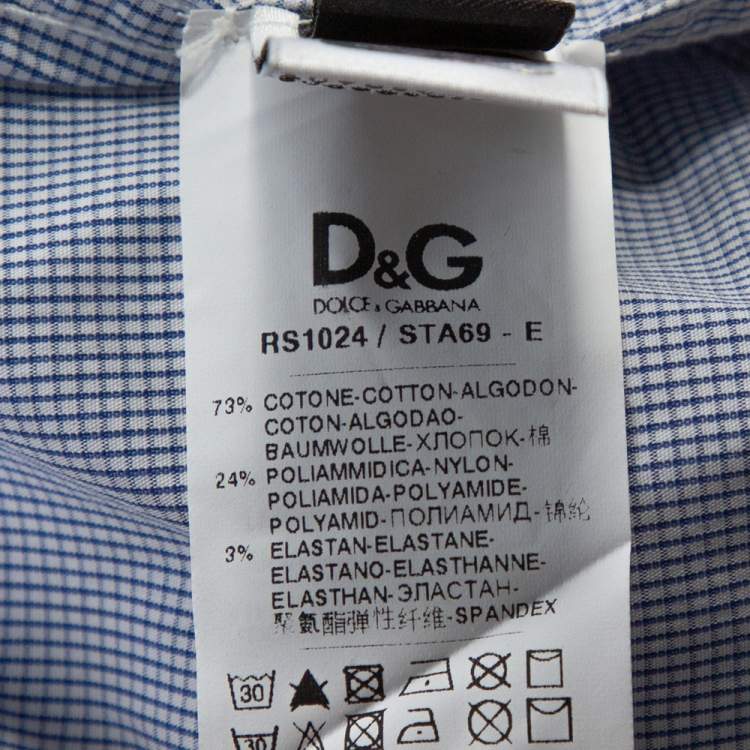 D&G
DOLCE & GABBANA
RS1024 / STA69 - E
73% COTONE-COTTON-ALGODON-
COTON-ALGODAO-
BAUMWOLLE-ХЛОПОК-棉
24% POLIAMMIDICA-NYLON-
POLIAMIDA-POLYAMIDE-
POLYAMID-ПОЛИАМИД-锦纶
3% ELASTAN-ELASTANE-
ELASTANO-ELASTHANNE-
ELASTHAN-ЭЛАСТАН-
聚氨酯弹性纤维-SPANDEX
30
30